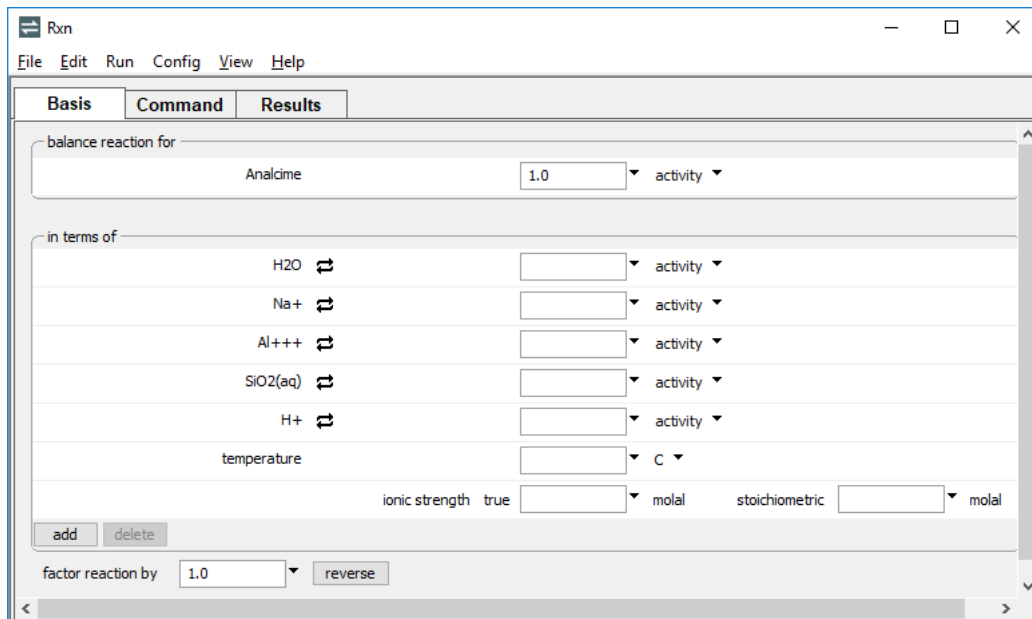 Rxn
File Edit Run Config View Help
Basis Command Results
balance reaction for
Analcime 1.0 activity
in terms of
H2O activity
Na+ activity
Al+++ activity
SiO2(aq) activity
H+ activity
temperature C
ionic strength true molal stoichiometric molal
add delete
factor reaction by 1.0 reverse